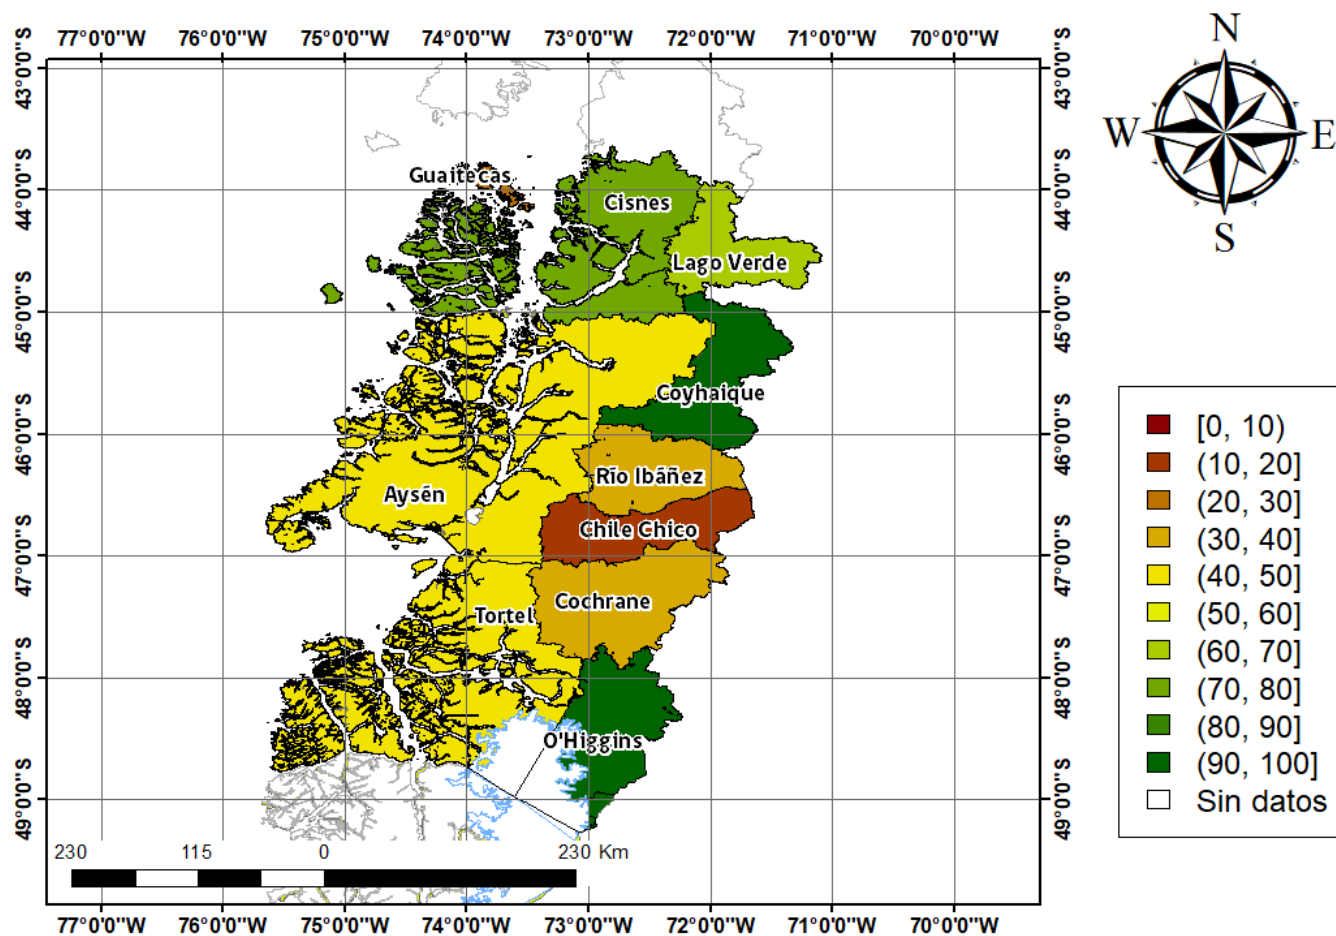 77°0'0"W 76°0'0"W 75°0'0"W 74°0'0"W 73°0'0"W 72°0'0"W 71°0'0"W 70°0'0"W
43°0'0"S 43°0'0"S
44°0'0"S 44°0'0"S
45°0'0"S 45°0'0"S
46°0'0"S 46°0'0"S
47°0'0"S 47°0'0"S
48°0'0"S 48°0'0"S
49°0'0"S 49°0'0"S
Guaitecas
Cisnes
Lago Verde
Coyhaique
Río Ibáñez
Aysén
Chile Chico
Cochrane
Tortel
O'Higgins
230 115 0 230 Km
77°0'0"W 76°0'0"W 75°0'0"W 74°0'0"W 73°0'0"W 72°0'0"W 71°0'0"W 70°0'0"W
N
W E
S
[0, 10)
(10, 20]
(20, 30]
(30, 40]
(40, 50]
(50, 60]
(60, 70]
(70, 80]
(80, 90]
(90, 100]
Sin datos